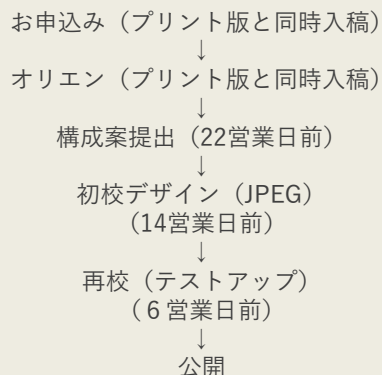 お申込み（プリント版と同時入稿）
↓
オリエン（プリント版と同時入稿）
↓
構成案提出（22営業日前）
↓
初校デザイン（JPEG）
（14営業日前）
↓
再校（テストアップ）
（６営業日前）
↓
公開